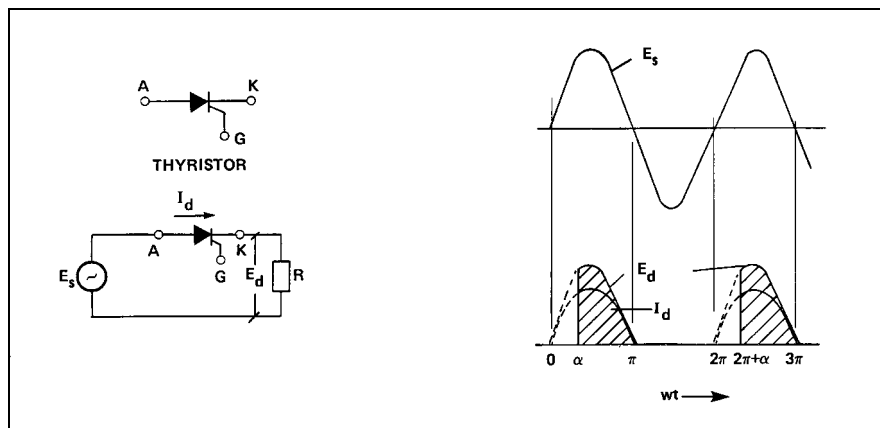 A K
G
THYRISTOR
I_d
A K
G
E_s ~ E_d R
E_s
E_d
I_d
0 α π 2π 2π+α 3π
wt